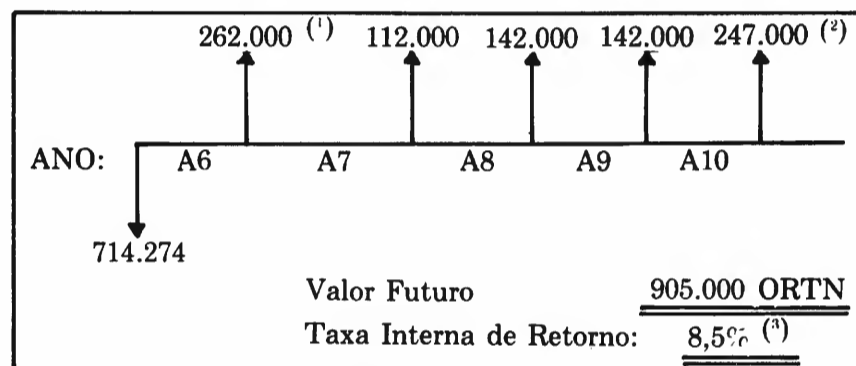 262.000 (¹) 112.000 142.000 142.000 247.000 (²)
ANO: A6 A7 A8 A9 A10
714.274
Valor Futuro 905.000 ORTN
Taxa Interna de Retorno: 8,5% (³)